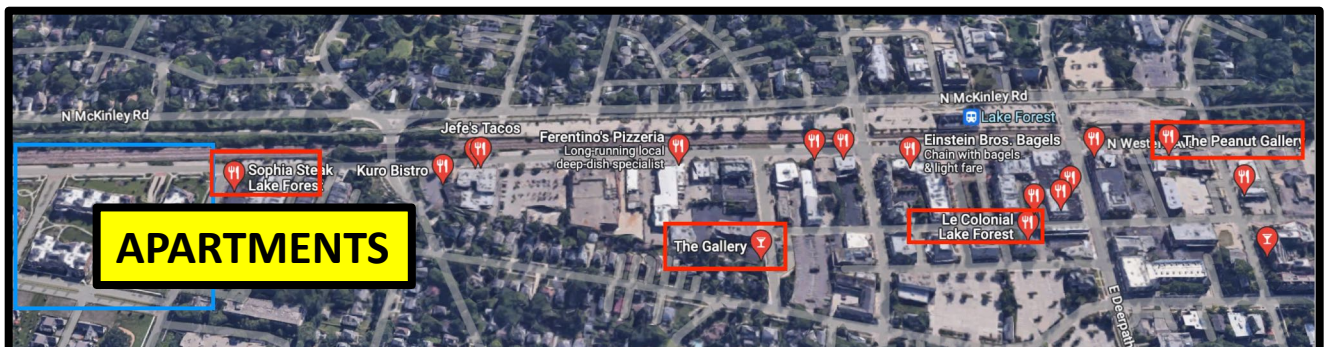 N McKinley Rd
N McKinley Rd
Lake Forest
Jefe's Tacos
Ferentino's Pizzeria
Long-running local
deep-dish specialist
Einstein Bros. Bagels
Chain with bagels
& light fare
The Peanut Gallery
Sophia Steak
Lake Forest
Kuro Bistro
Le Colonial
Lake Forest
The Gallery
APARTMENTS
E Deerpath